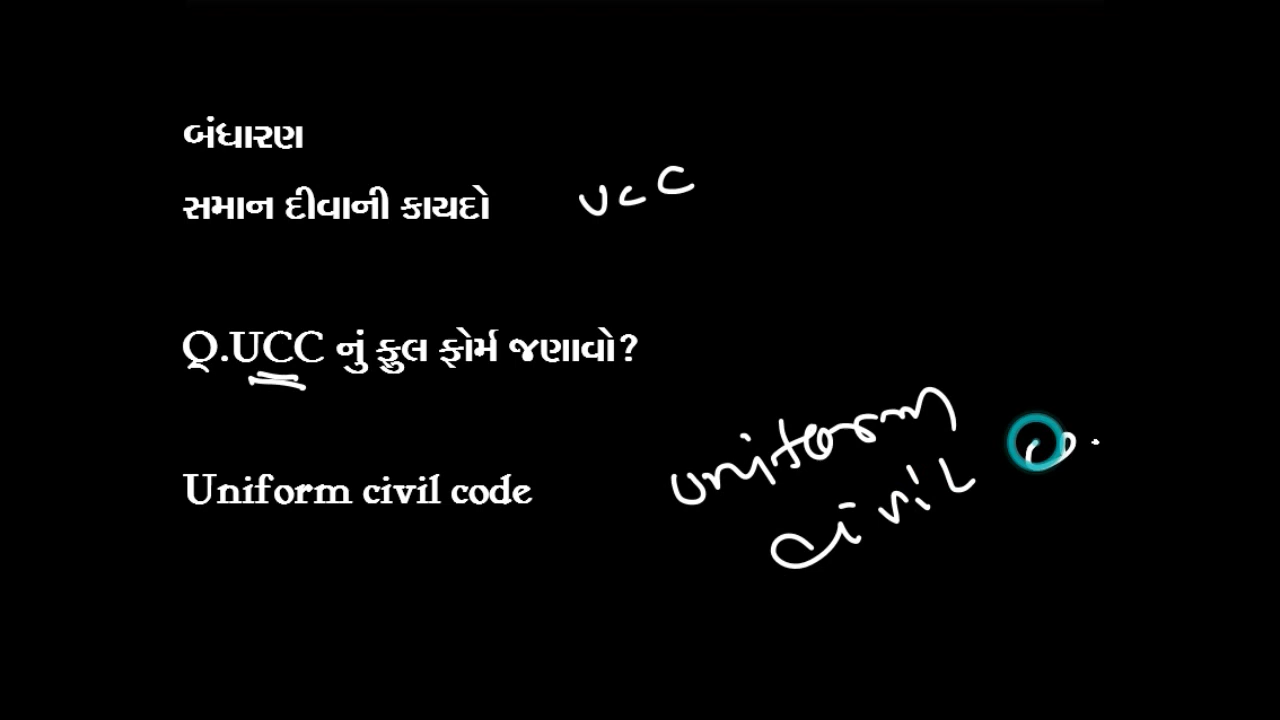 બંધારણ
સમાન દીવાની કાયદો
UCC
Q.UCC નું ફુલ ફોર્મ જણાવો?
Uniform
civil
Uniform civil code